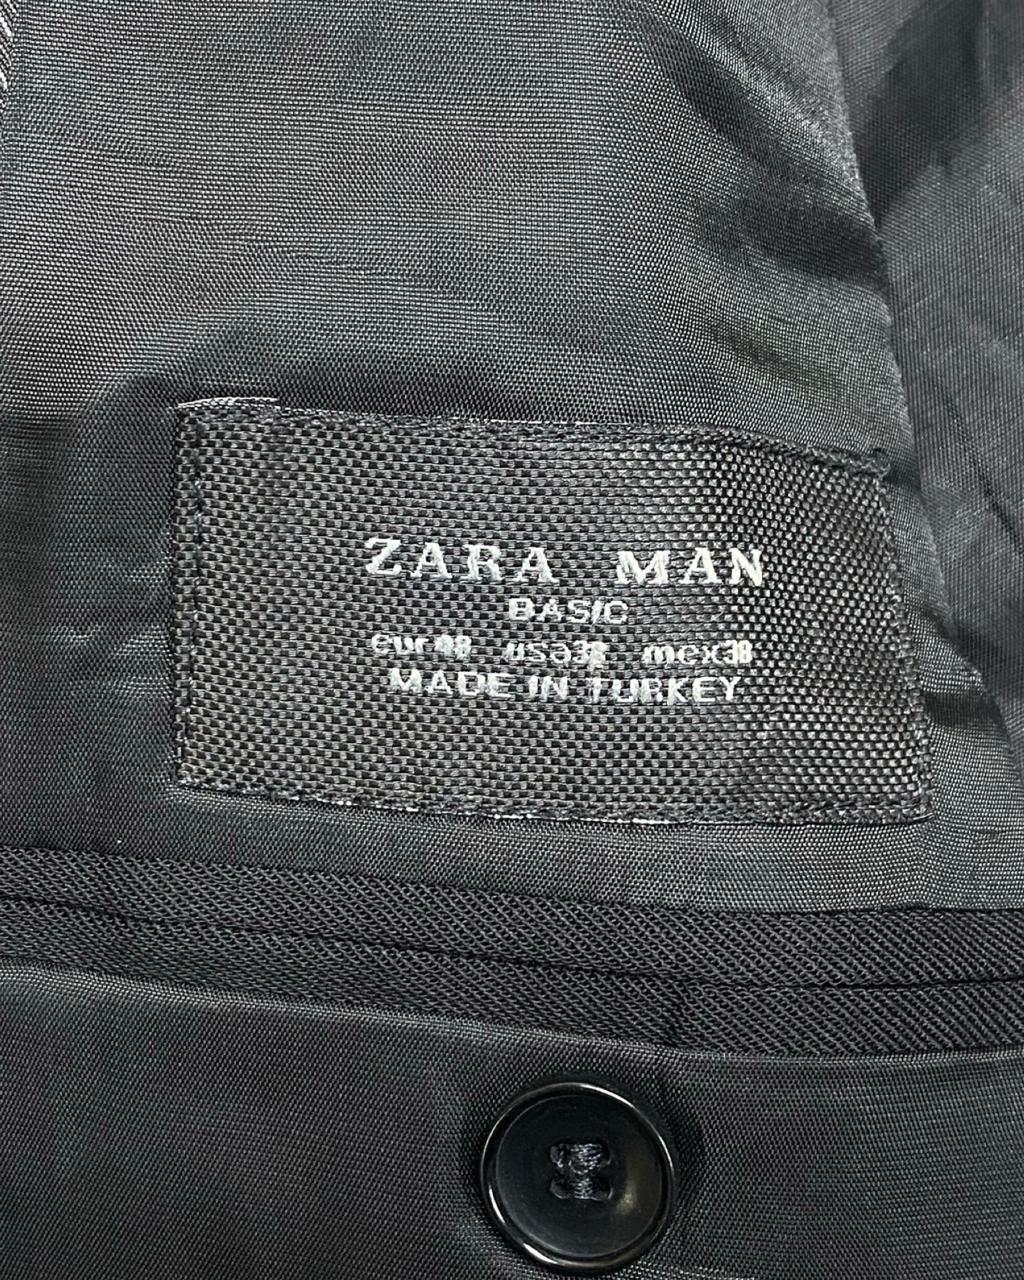 ZARA MAN
BASIC
eur48 usa38 mex38
MADE IN TURKEY